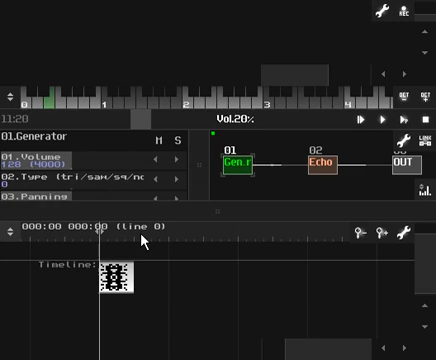 REC
0 1 2 3 4
OCT - OCT +
11:20 Vol.20%
01.Generator M S
01.Volume
128 (4000)
02.Type (tri/saw/sq/no
0
03.Panning
01 02
Gen.r Echo OUT
LINK
000:00 000:00 (line 0)
Timeline: